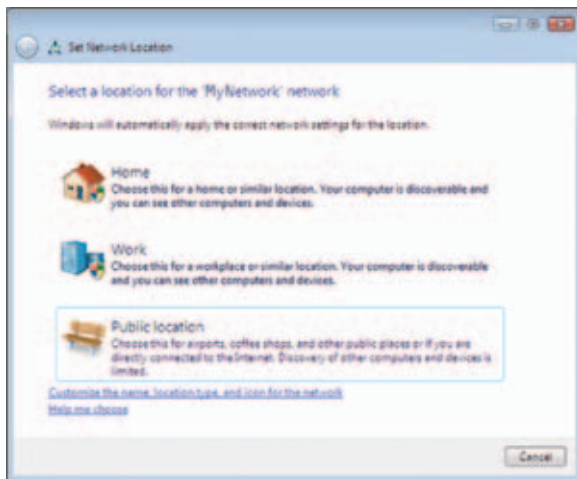 Set Network Location
Select a location for the 'MyNetwork' network
Windows will automatically apply the correct network settings for the location.
Home
Choose this for a home or similar location. Your computer is discoverable and
you can see other computers and devices.
Work
Choose this for a workplace or similar location. Your computer is discoverable
and you can see other computers and devices.
Public location
Choose this for airports, coffee shops, and other public places or if you are
directly connected to the Internet. Discovery of other computers and devices is
limited.
Customize the name, location type, and icon for the network
Help me choose
Cancel